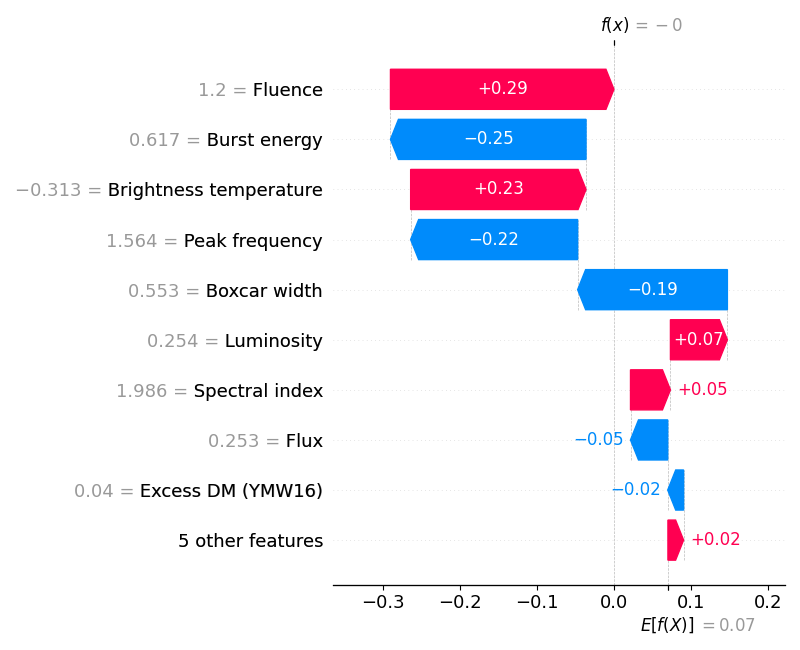 f(x) = −0
1.2 = Fluence
+0.29
0.617 = Burst energy
−0.25
−0.313 = Brightness temperature
+0.23
1.564 = Peak frequency
−0.22
0.553 = Boxcar width
−0.19
0.254 = Luminosity
+0.07
1.986 = Spectral index
+0.05
0.253 = Flux
−0.05
0.04 = Excess DM (YMW16)
−0.02
5 other features
+0.02
−0.3 −0.2 −0.1 0.0 0.1 0.2
E[f(X)] = 0.07